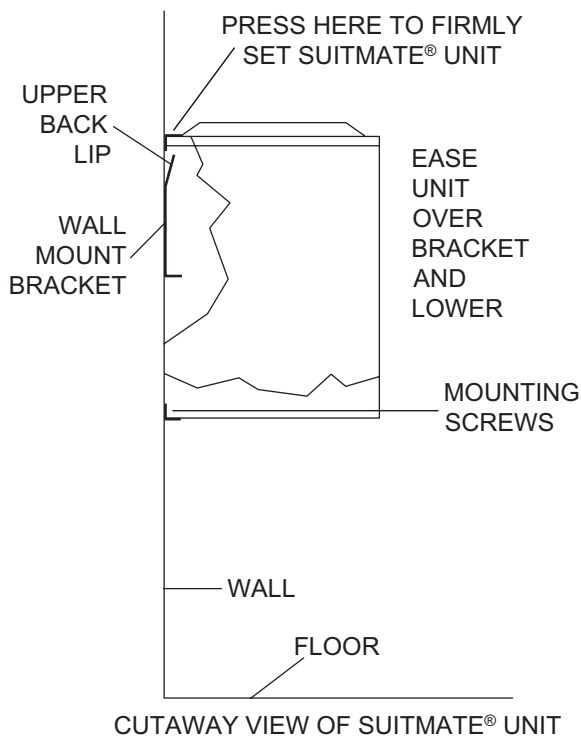 PRESS HERE TO FIRMLY
SET SUITMATE® UNIT
UPPER
BACK
LIP
WALL
MOUNT
BRACKET
EASE
UNIT
OVER
BRACKET
AND
LOWER
MOUNTING
SCREWS
WALL
FLOOR
CUTAWAY VIEW OF SUITMATE® UNIT